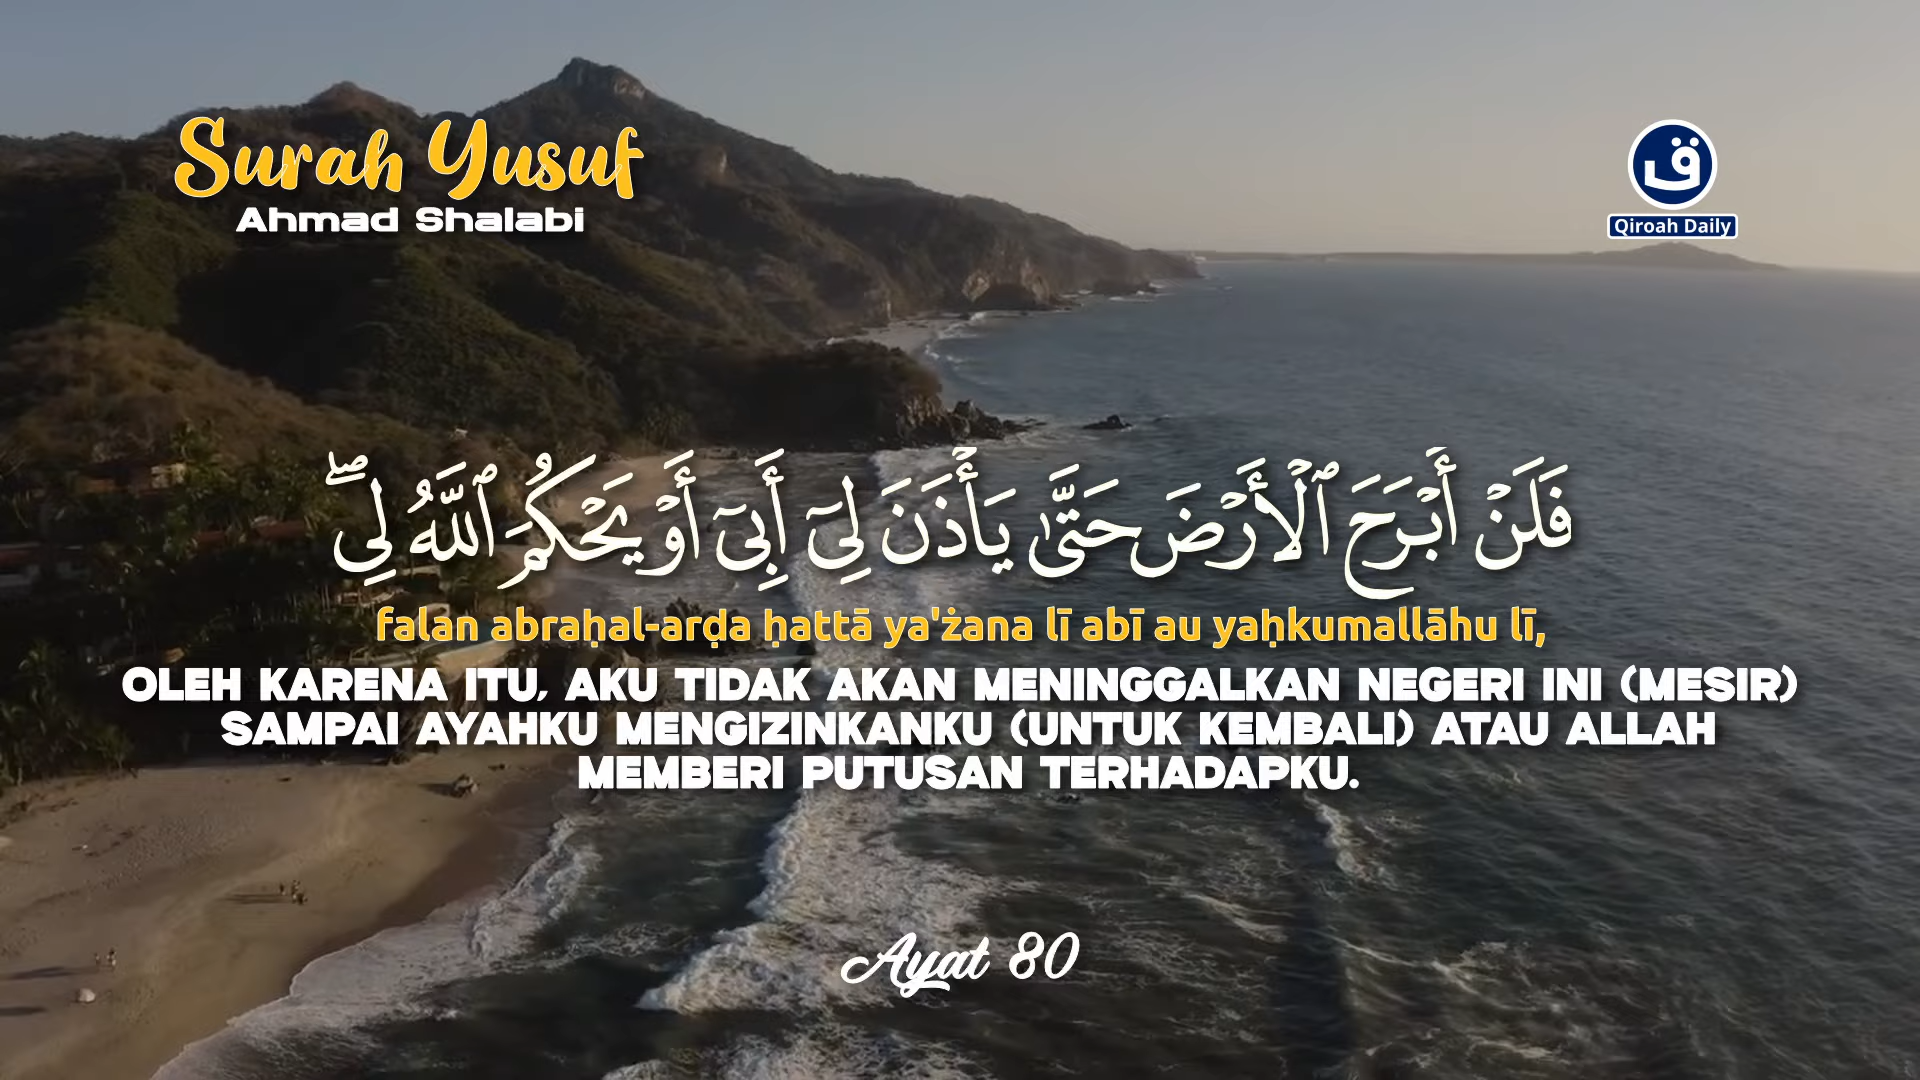 Surah Yusuf
Ahmad Shalabi
ق
Qiroah Daily
فَلَنْ أَبْرَحَ ٱلْأَرْضَ حَتَّىٰ يَأْذَنَ لِىٓ أَبِىٓ أَوْ يَحْكُمَ ٱللَّهُ لِى ۖ
falan abraḥal-arḍa ḥattā ya'żana lī abī au yaḥkumallāhu lī,
OLEH KARENA ITU, AKU TIDAK AKAN MENINGGALKAN NEGERI INI (MESIR)
SAMPAI AYAHKU MENGIZINKANKU (UNTUK KEMBALI) ATAU ALLAH
MEMBERI PUTUSAN TERHADAPKU.
Ayat 80